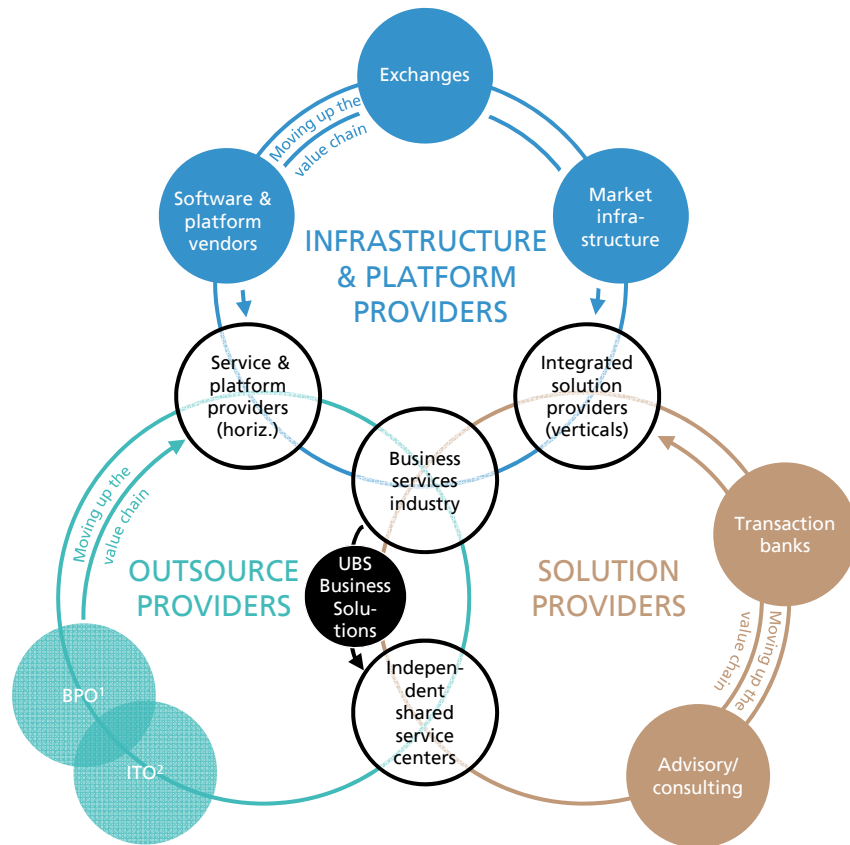 Exchanges
Moving up the
value chain
Software &
platform
vendors
Market
infra-
structure
INFRASTRUCTURE
& PLATFORM
PROVIDERS
Service &
platform
providers
(horiz.)
Integrated
solution
providers
(verticals)
Business
services
industry
Moving up the
value chain
OUTSOURCE
PROVIDERS
UBS
Business
Solu-
tions
SOLUTION
PROVIDERS
Transaction
banks
Moving up the
value chain
BPO¹
ITO²
Indepen-
dent
shared
service
centers
Advisory/
consulting